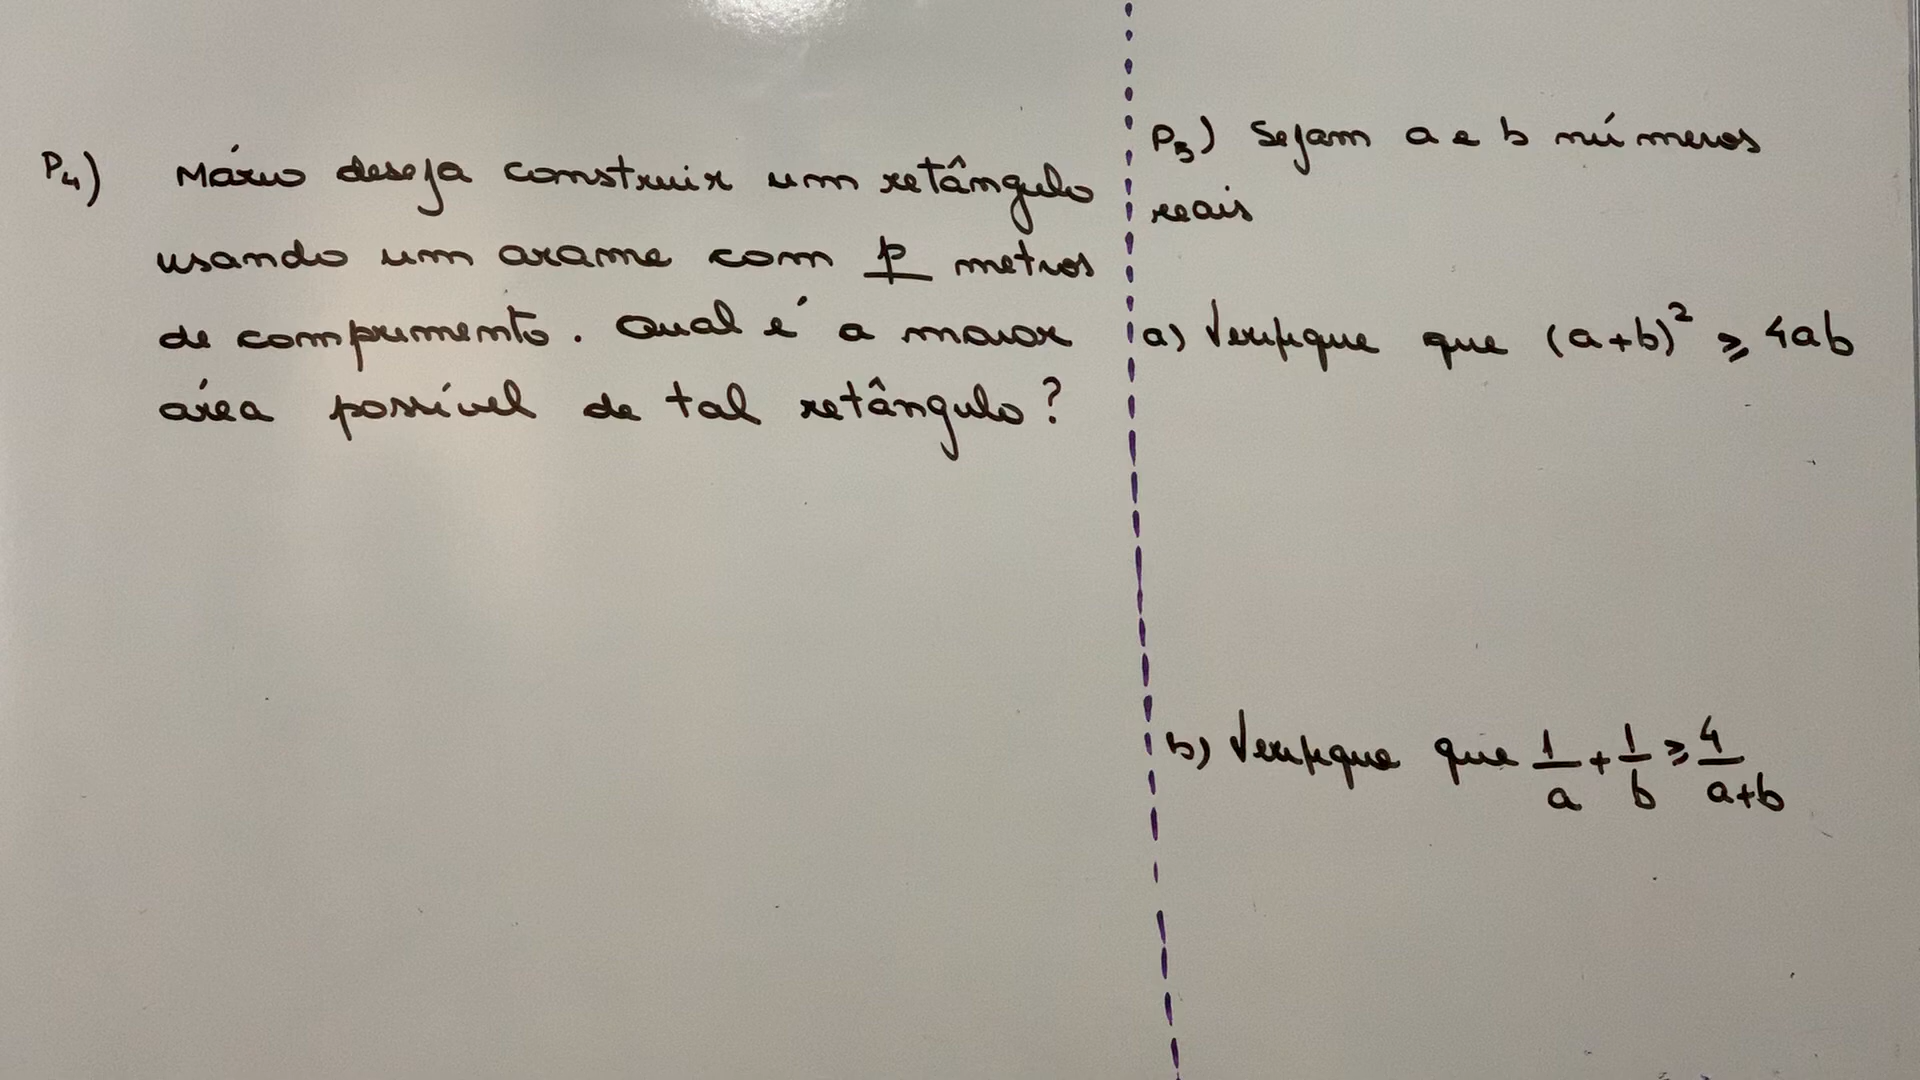 P4) Mário deseja construir um retângulo
usando um arame com p metros
de comprimento. Qual é a maior
área possível de tal retângulo?
P5) Sejam a e b números
reais
a) Verifique que (a+b)² ⩾ 4ab
b) Verifique que 1/a + 1/b ⩾ 4/a+b